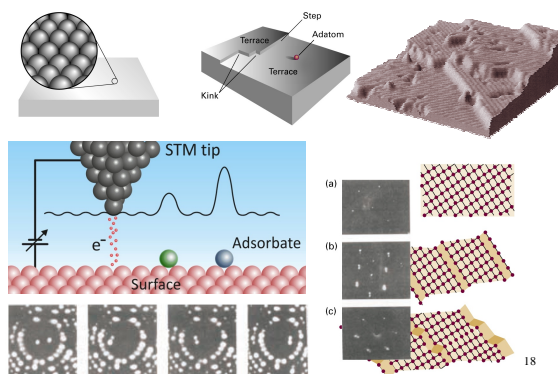 Step
Terrace
Adatom
Terrace
Kink
STM tip
e-
Adsorbate
Surface
(a)
(b)
(c)
18